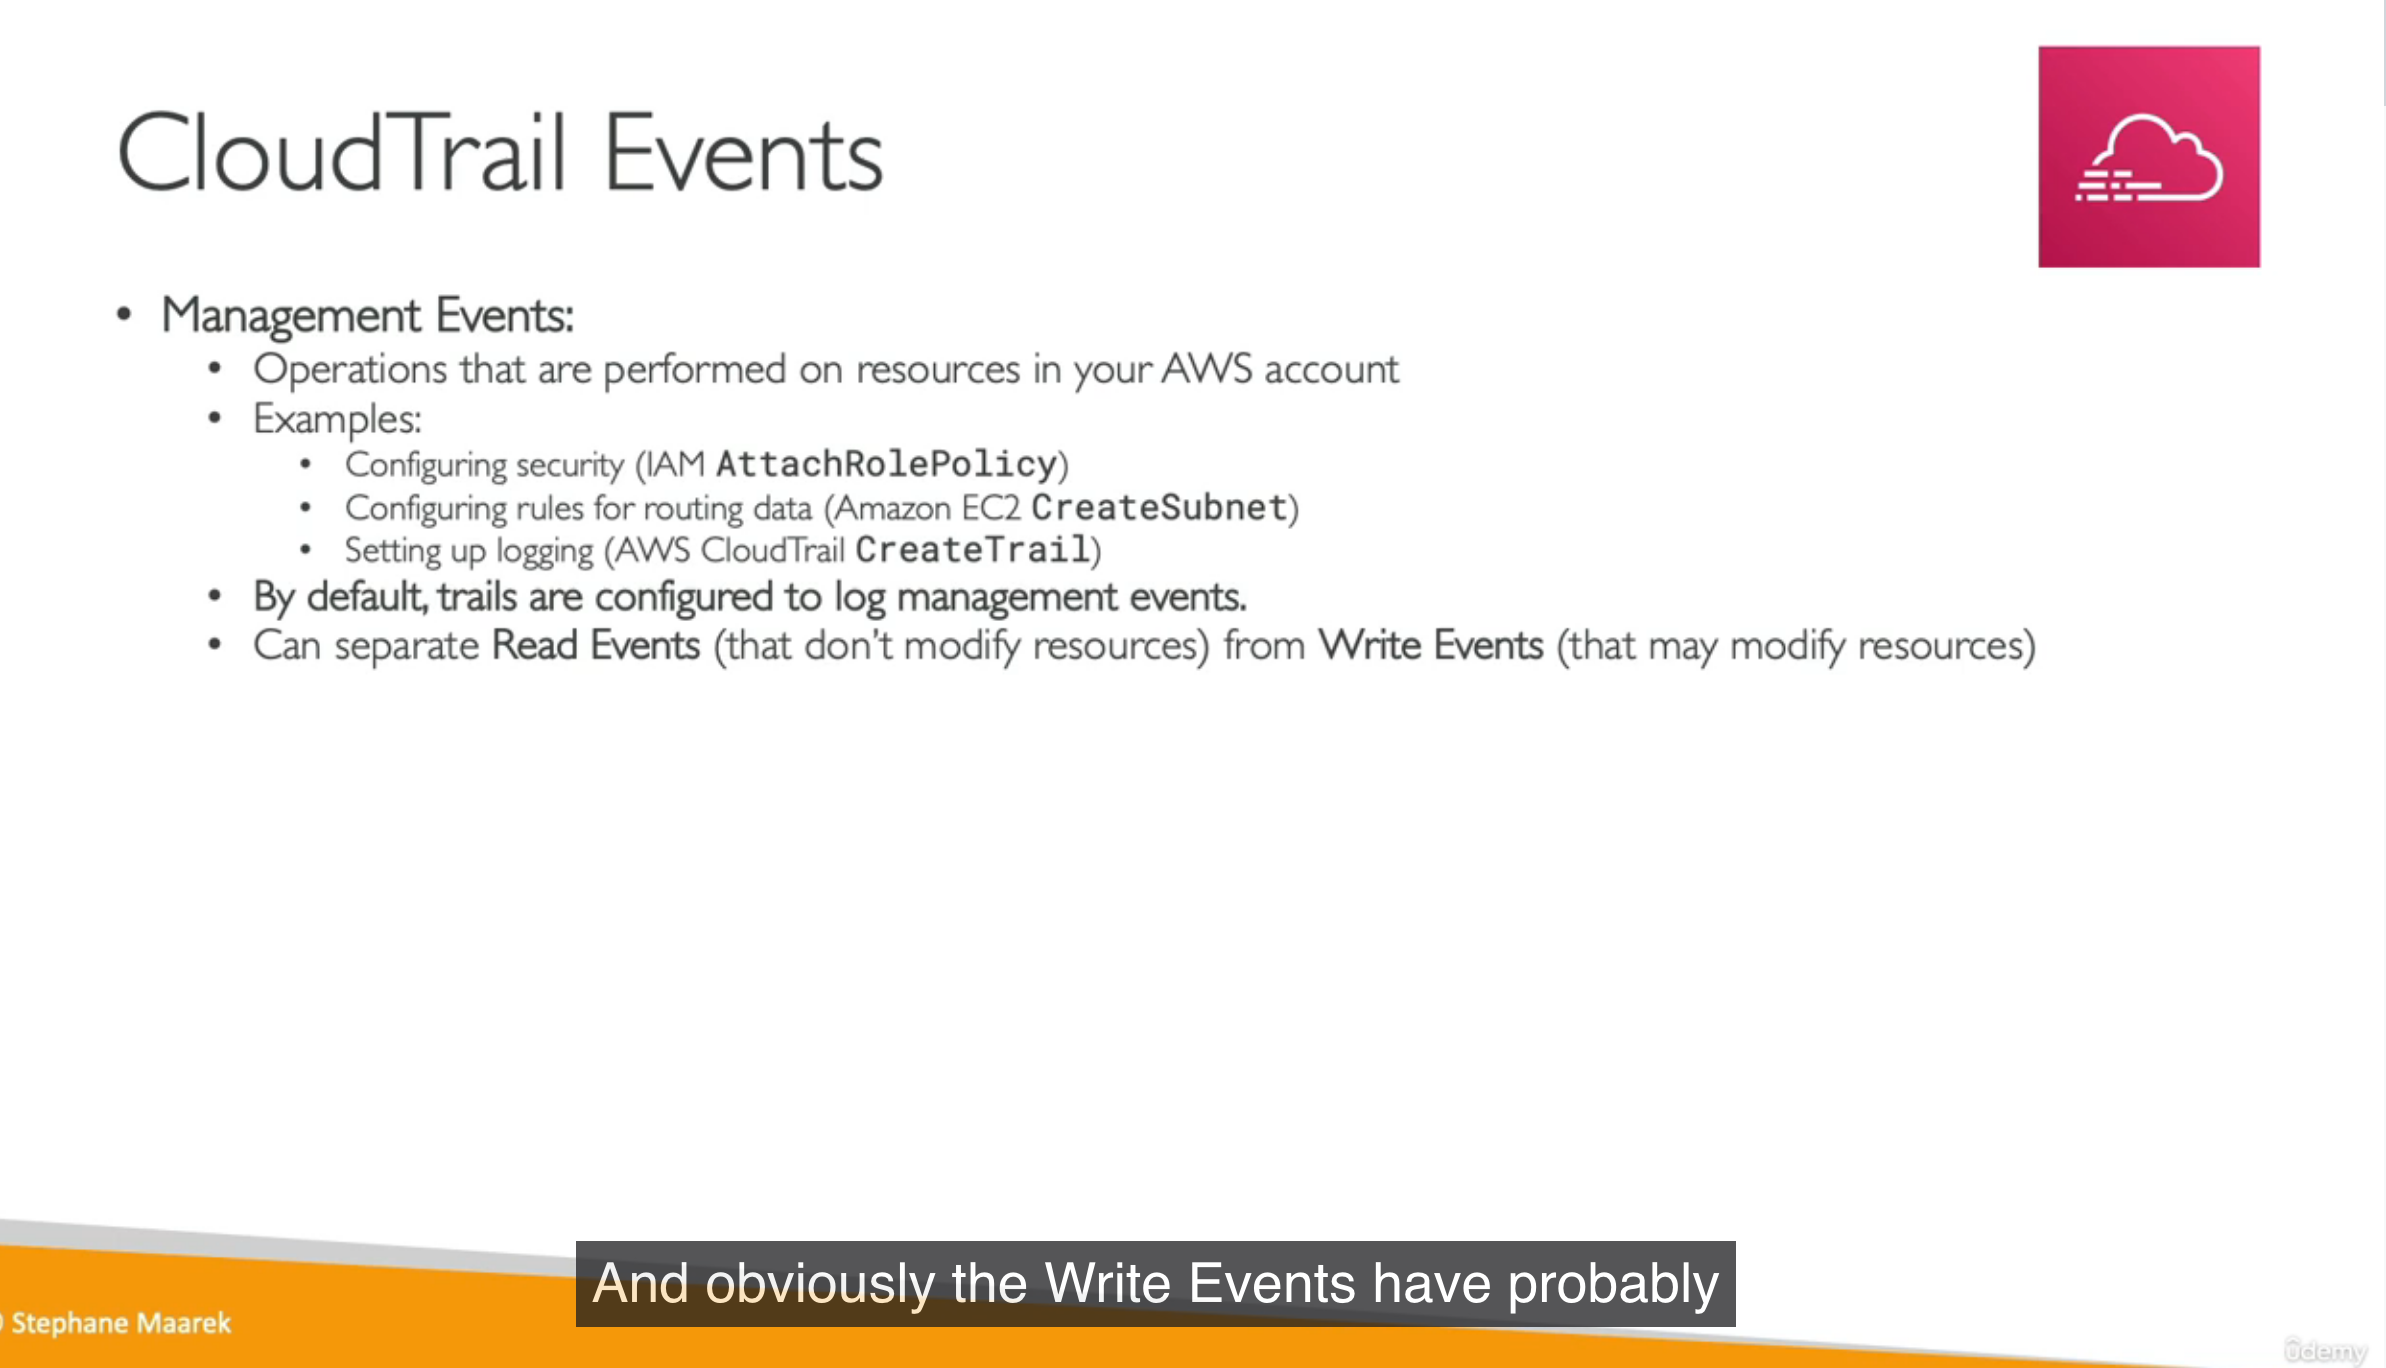 CloudTrail Events
• Management Events:
• Operations that are performed on resources in your AWS account
• Examples:
• Configuring security (IAM AttachRolePolicy)
• Configuring rules for routing data (Amazon EC2 CreateSubnet)
• Setting up logging (AWS CloudTrail CreateTrail)
• By default, trails are configured to log management events.
• Can separate Read Events (that don't modify resources) from Write Events (that may modify resources)
And obviously the Write Events have probably
Stephane Maarek
ûdemy